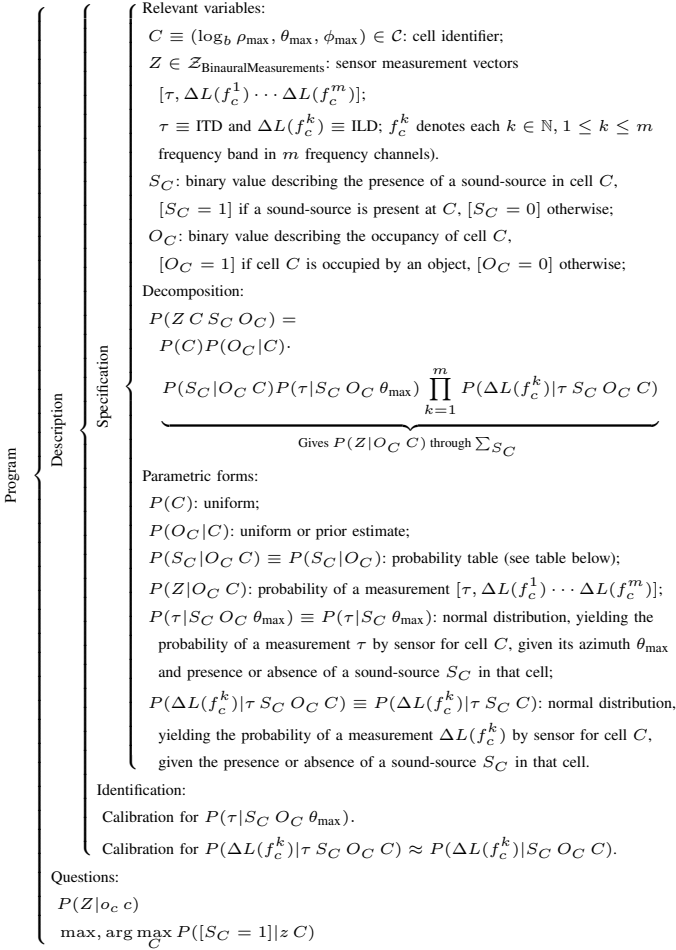 Program
Description
Specification
Relevant variables:
C ≡ (log_b ρ_max, θ_max, ϕ_max) ∈ 𝒞: cell identifier;
Z ∈ 𝒵_BinauralMeasurements: sensor measurement vectors
[τ, ΔL(f_c^1) ··· ΔL(f_c^m)];
τ ≡ ITD and ΔL(f_c^k) ≡ ILD; f_c^k denotes each k ∈ ℕ, 1 ≤ k ≤ m
frequency band in m frequency channels).
S_C: binary value describing the presence of a sound-source in cell C,
[S_C = 1] if a sound-source is present at C, [S_C = 0] otherwise;
O_C: binary value describing the occupancy of cell C,
[O_C = 1] if cell C is occupied by an object, [O_C = 0] otherwise;
Decomposition:
P(Z C S_C O_C) =
P(C)P(O_C|C)·
P(S_C|O_C C)P(τ|S_C O_C θ_max) ∏_{k=1}^{m} P(ΔL(f_c^k)|τ S_C O_C C)
Gives P(Z|O_C C) through ∑_{S_C}
Parametric forms:
P(C): uniform;
P(O_C|C): uniform or prior estimate;
P(S_C|O_C C) ≡ P(S_C|O_C): probability table (see table below);
P(Z|O_C C): probability of a measurement [τ, ΔL(f_c^1) ··· ΔL(f_c^m)];
P(τ|S_C O_C θ_max) ≡ P(τ|S_C θ_max): normal distribution, yielding the
probability of a measurement τ by sensor for cell C, given its azimuth θ_max
and presence or absence of a sound-source S_C in that cell;
P(ΔL(f_c^k)|τ S_C O_C C) ≡ P(ΔL(f_c^k)|τ S_C C): normal distribution,
yielding the probability of a measurement ΔL(f_c^k) by sensor for cell C,
given the presence or absence of a sound-source S_C in that cell.
Identification:
Calibration for P(τ|S_C O_C θ_max).
Calibration for P(ΔL(f_c^k)|τ S_C O_C C) ≈ P(ΔL(f_c^k)|S_C O_C C).
Questions:
P(Z|o_c c)
max, arg max_C P([S_C = 1]|z C)